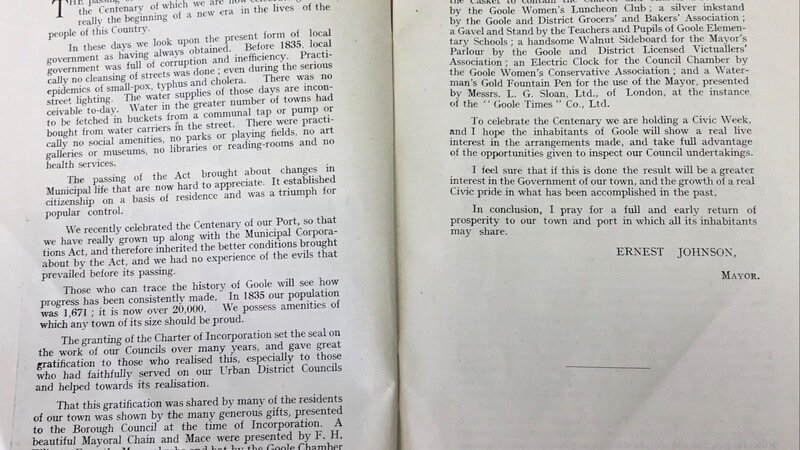 the Centenary of which we are now
really the beginning of a new era in the lives of the
people of this Country.
In these days we look upon the present form of local
government as having always obtained. Before 1835, local
government was full of corruption and inefficiency. Practi-
cally no cleansing of streets was done ; even during the serious
epidemics of small-pox, typhus and cholera. There was no
street lighting. The water supplies of those days are incon-
ceivable to-day. Water in the greater number of towns had
to be fetched in buckets from a communal tap or pump or
bought from water carriers in the street. There were practi-
cally no social amenities, no parks or playing fields, no art
galleries or museums, no libraries or reading-rooms and no
health services.
The passing of the Act brought about changes in
Municipal life that are now hard to appreciate. It established
citizenship on a basis of residence and was a triumph for
popular control.
We recently celebrated the Centenary of our Port, so that
we have really grown up along with the Municipal Corpora-
tions Act, and therefore inherited the better conditions brought
about by the Act, and we had no experience of the evils that
prevailed before its passing.
Those who can trace the history of Goole will see how
progress has been consistently made. In 1835 our population
was 1,671 ; it is now over 20,000. We possess amenities of
which any town of its size should be proud.
The granting of the Charter of Incorporation set the seal on
the work of our Councils over many years, and gave great
gratification to those who realised this, especially to those
who had faithfully served on our Urban District Councils
and helped towards its realisation.
That this gratification was shared by many of the residents
of our town was shown by the many generous gifts, presented
to the Borough Council at the time of Incorporation. A
beautiful Mayoral Chain and Mace were presented by F. H.
and hat by the Goole Chamber
the Casket to contain the Charter
by the Goole Women's Luncheon Club ; a silver inkstand
by the Goole and District Grocers' and Bakers' Association ;
a Gavel and Stand by the Teachers and Pupils of Goole Elemen-
tary Schools ; a handsome Walnut Sideboard for the Mayor's
Parlour by the Goole and District Licensed Victuallers'
Association ; an Electric Clock for the Council Chamber by
the Goole Women's Conservative Association ; and a Water-
man's Gold Fountain Pen for the use of the Mayor, presented
by Messrs. L. G. Sloan, Ltd., of London, at the instance
of the "Goole Times" Co., Ltd.
To celebrate the Centenary we are holding a Civic Week,
and I hope the inhabitants of Goole will show a real live
interest in the arrangements made, and take full advantage
of the opportunities given to inspect our Council undertakings.
I feel sure that if this is done the result will be a greater
interest in the Government of our town, and the growth of a real
Civic pride in what has been accomplished in the past.
In conclusion, I pray for a full and early return of
prosperity to our town and port in which all its inhabitants
may share.
ERNEST JOHNSON,
MAYOR.